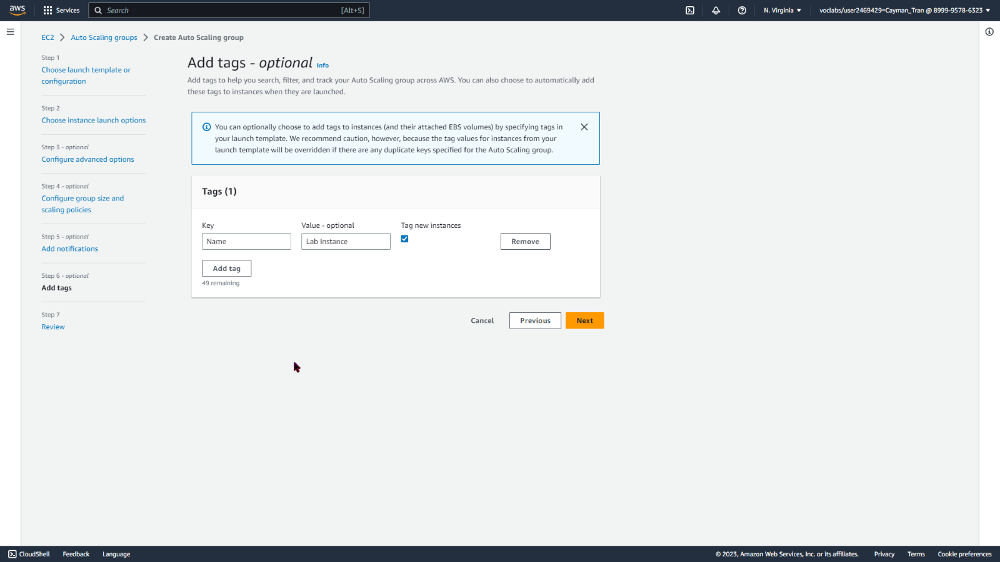 aws
Services
Search
[Alt+S]
N. Virginia
voclabs/user2469429=Cayman_Tran @ 8999-9578-6323
EC2
Auto Scaling groups
Create Auto Scaling group
Step 1
Choose launch template or
configuration
Step 2
Choose instance launch options
Step 3 - optional
Configure advanced options
Step 4 - optional
Configure group size and
scaling policies
Step 5 - optional
Add notifications
Step 6 - optional
Add tags
Step 7
Review
Add tags - optional Info
Add tags to help you search, filter, and track your Auto Scaling group across AWS. You can also choose to automatically add
these tags to instances when they are launched.
You can optionally choose to add tags to instances (and their attached EBS volumes) by specifying tags in
your launch template. We recommend caution, however, because the tag values for instances from your
launch template will be overridden if there are any duplicate keys specified for the Auto Scaling group.
Tags (1)
Key
Value - optional
Tag new instances
Name
Lab Instance
Remove
Add tag
49 remaining
Cancel
Previous
Next
CloudShell
Feedback
Language
© 2023, Amazon Web Services, Inc. or its affiliates.
Privacy
Terms
Cookie preferences